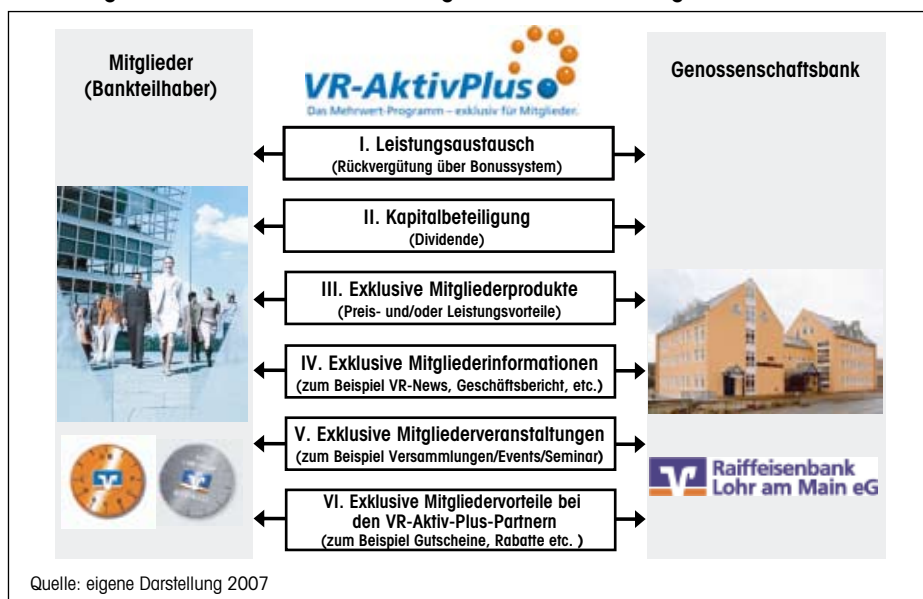 Mitglieder
(Bankteilhaber)
VR-AktivPlus
Das Mehrwert-Programm – exklusiv für Mitglieder.
Genossenschaftsbank
I. Leistungsaustausch
(Rückvergütung über Bonussystem)
II. Kapitalbeteiligung
(Dividende)
III. Exklusive Mitgliederprodukte
(Preis- und/oder Leistungsvorteile)
IV. Exklusive Mitgliederinformationen
(zum Beispiel VR-News, Geschäftsbericht, etc.)
V. Exklusive Mitgliederveranstaltungen
(zum Beispiel Versammlungen/Events/Seminar)
VI. Exklusive Mitgliedervorteile bei
den VR-Aktiv-Plus-Partnern
(zum Beispiel Gutscheine, Rabatte etc. )
Raiffeisenbank
Lohr am Main eG
Quelle: eigene Darstellung 2007